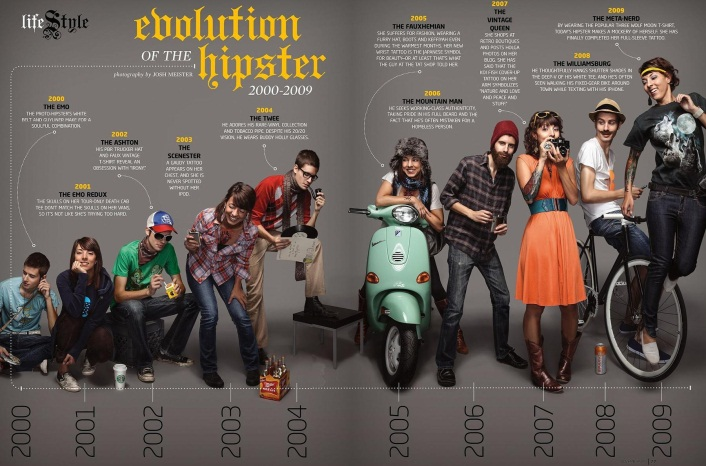 lifeStyle
evolution
OF THE
hipster
photography by JOSH MEISTER
2000-2009
2000
THE EMO
THE PROTO-HIPSTER'S WHITE
BELT AND
FOR A
SOULFUL COMBINATION.
2001
THE EMO REDUX
THE SKULLS ON HER TOUR-ONLY DEATH CAB
TEE DON'T MATCH THE SKULLS ON HER VANS,
SO IT'S NOT LIKE SHE'S TRYING TOO HARD.
2002
THE ASHTON
HIS PBR TRUCKER HAT
AND FAUX VINTAGE
T-SHIRT REVEAL AN
OBSESSION WITH "IRONY."
2003
THE
SCENESTER
A DAINTY TATTOO
APPEARS ON HER
CHEST, AND SHE IS
NEVER SPOTTED
WITHOUT HER
IPOD.
2004
THE TWEE
HE ADORES HIS RARE VINYL COLLECTION
AND TOBACCO PIPE. DESPITE HIS 20/20
VISION, HE WEARS BUDDY HOLLY GLASSES.
2005
THE FAUXHEMIAN
SHE SUFFERS FOR FASHION, WEARING A
FURRY HAT, BOOTS AND KEFFIYEH EVEN
DURING THE WARMEST MONTHS. HER NEW
WRIST TATTOO IS THE JAPANESE SYMBOL
FOR BEAUTY—OR AT LEAST THAT'S WHAT
THE GUY AT THE TAT SHOP TOLD HER.
2006
THE MOUNTAIN MAN
HE SEEKS WORKING-CLASS AUTHENTICITY,
TAKING PRIDE IN HIS FULL BEARD AND THE
FACT THAT HE'S OFTEN MISTAKEN FOR A
HOMELESS PERSON.
2007
THE
VINTAGE
QUEEN
SHE SHOPS AT
RETRO BOUTIQUES
AND POSTS HOLGA
PHOTOS ON HER
BLOG. SHE HAS
SAID THAT THE
KOI-FISH COVER-UP
TATTOO ON HER
ARM SYMBOLIZES
"NATURE AND LOVE
AND PEACE AND
STUFF."
2008
THE WILLIAMSBURG
HE THOUGHTFULLY HANGS SHUTTER SHADES IN
THE DEEP-V OF HIS WHITE TEE, AND HE'S OFTEN
SEEN WALKING HIS FIXED-GEAR BIKE AROUND
TOWN WHILE TEXTING WITH HIS IPHONE.
2009
THE META-NERD
BY WEARING THE POPULAR THREE WOLF MOON T-SHIRT,
TODAY'S HIPSTER MAKES A MOCKERY OF HERSELF. SHE HAS
FINALLY COMPLETED HER FULL-SLEEVE TATTOO.
2000
2001
2002
2003
2004
2005
2006
2007
2008
2009